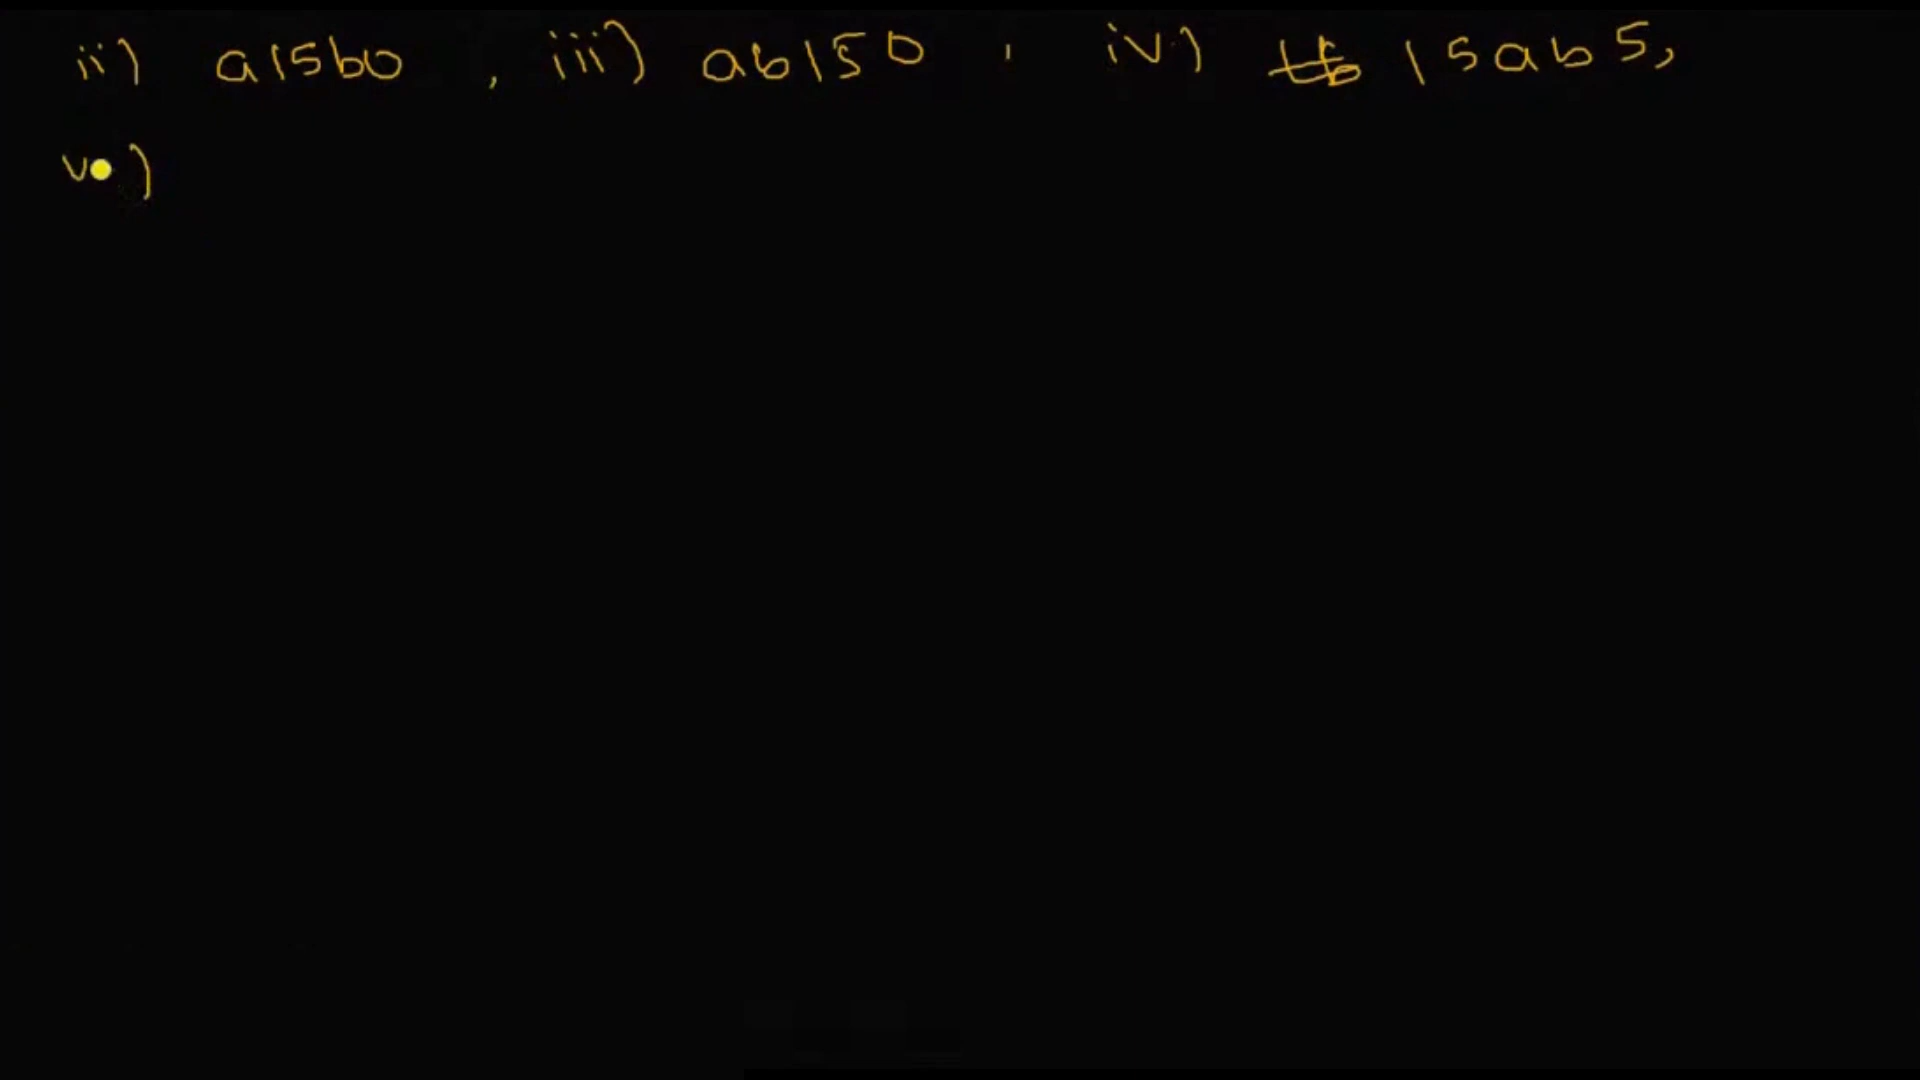 ii) a15b0 , iii) ab150 , iv) 15ab5,
v )